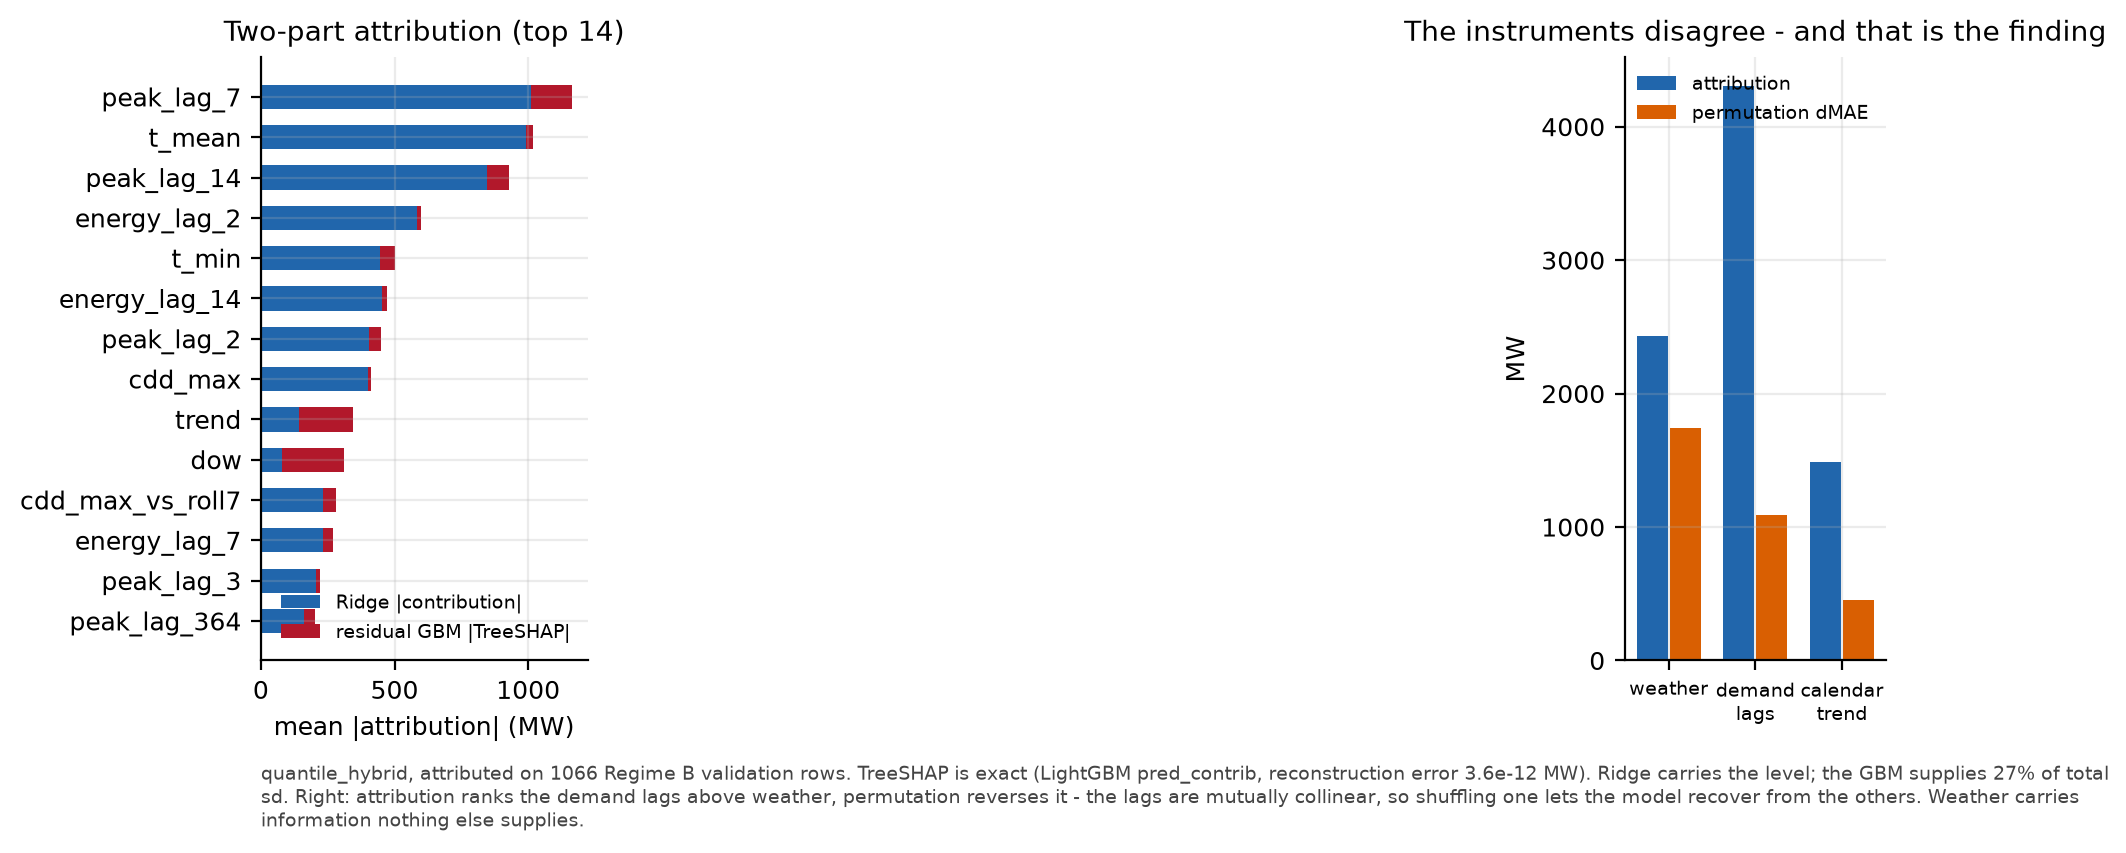 Two-part attribution (top 14)
peak_lag_7
t_mean
peak_lag_14
energy_lag_2
t_min
energy_lag_14
peak_lag_2
cdd_max
trend
dow
cdd_max_vs_roll7
energy_lag_7
peak_lag_3
peak_lag_364
Ridge |contribution|
residual GBM |TreeSHAP|
0 500 1000
mean |attribution| (MW)
The instruments disagree - and that is the finding
attribution
permutation dMAE
MW
4000
3000
2000
1000
0
weather demand calendar
lags trend
quantile_hybrid, attributed on 1066 Regime B validation rows. TreeSHAP is exact (LightGBM pred_contrib, reconstruction error 3.6e-12 MW). Ridge carries the level; the GBM supplies 27% of total
sd. Right: attribution ranks the demand lags above weather, permutation reverses it - the lags are mutually collinear, so shuffling one lets the model recover from the others. Weather carries
information nothing else supplies.